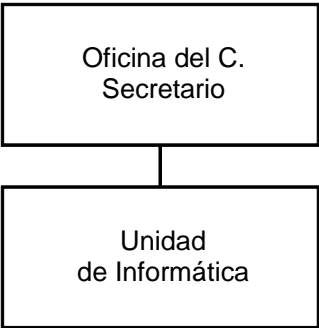 Oficina del C.
Secretario
Unidad
de Informática